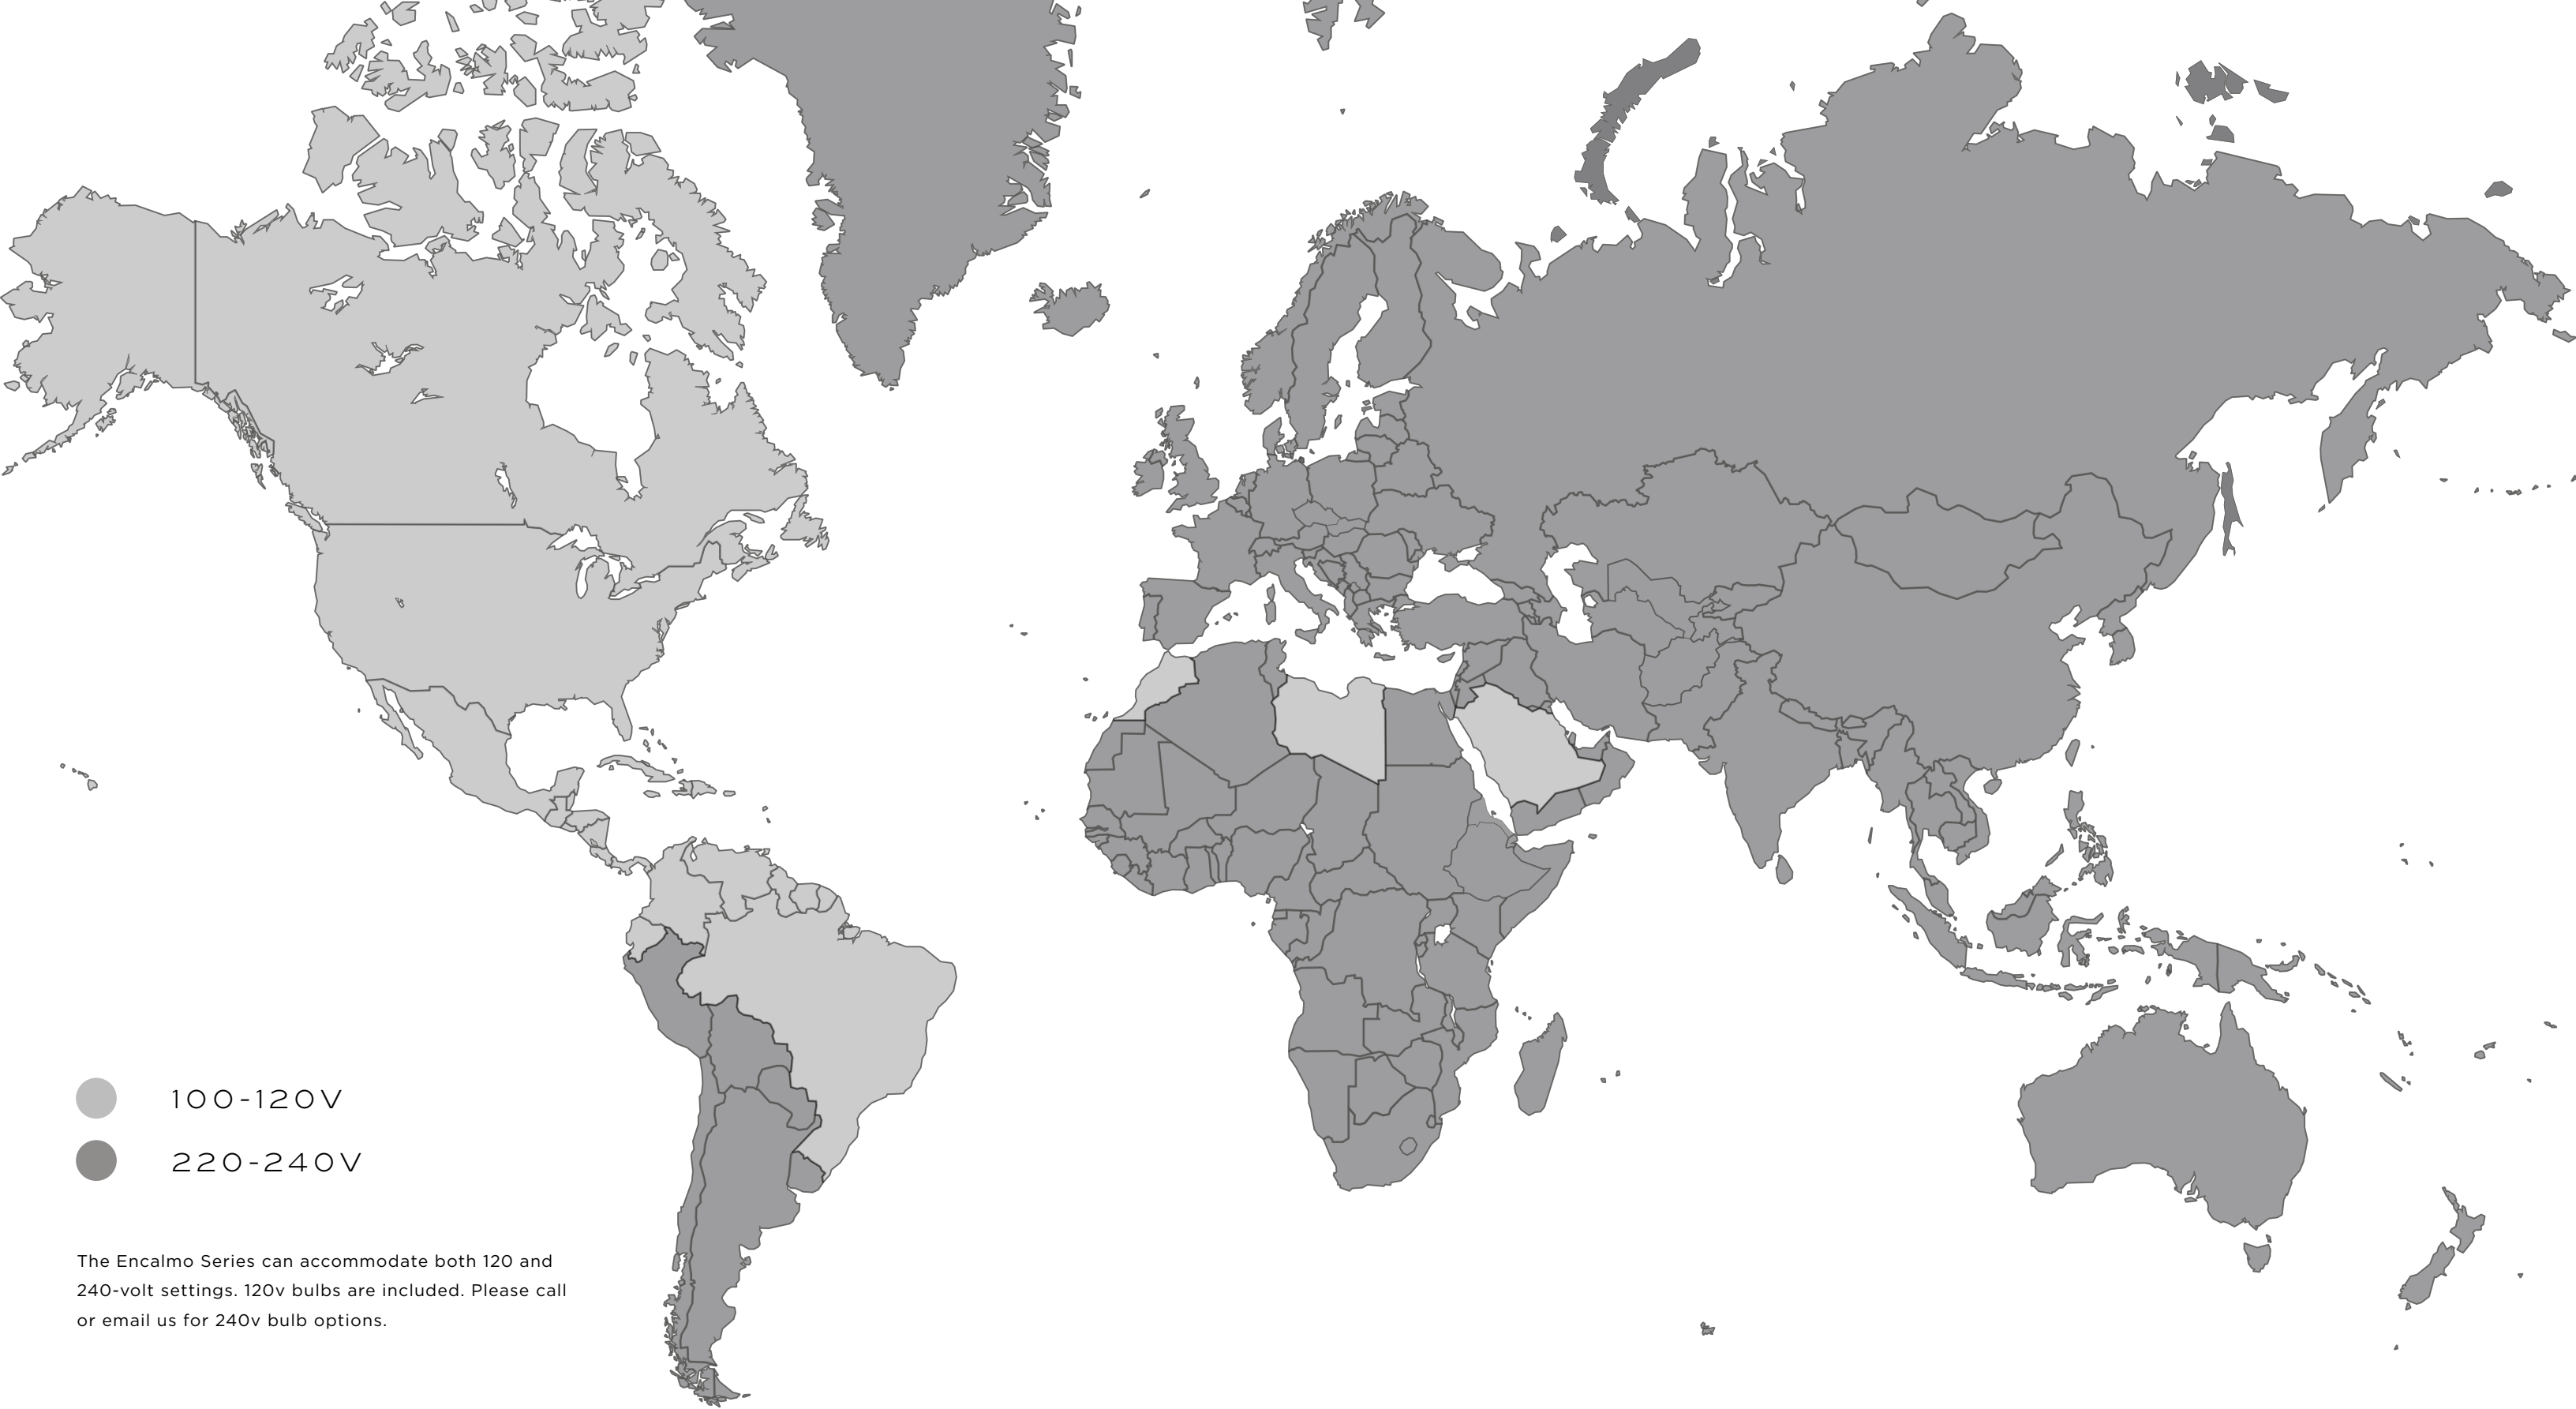 100-120V
220-240V
The Encalmo Series can accommodate both 120 and
240-volt settings. 120v bulbs are included. Please call
or email us for 240v bulb options.